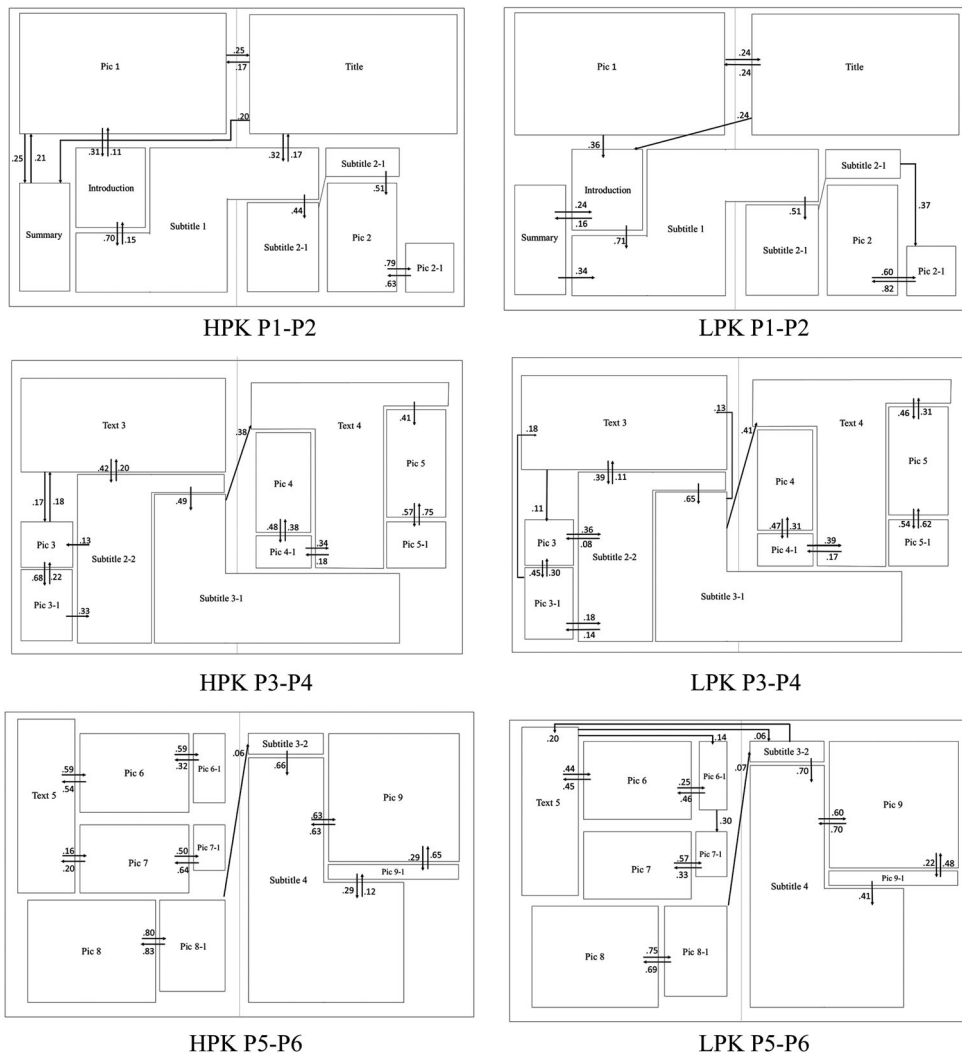 Pic 1
.25
.17
Title
.20
.25
.21
.31
.11
.32
.17
Introduction
Subtitle 2-1
.51
Summary
.70
.15
Subtitle 1
.44
Subtitle 2-1
Pic 2
.79
.63
Pic 2-1
HPK P1-P2
Pic 1
.24
.24
Title
.24
.36
Introduction
Subtitle 2-1
.24
.16
Summary
.71
Subtitle 1
.51
.37
Subtitle 2-1
Pic 2
.34
.60
.82
Pic 2-1
LPK P1-P2
Text 3
.38
Text 4
.41
.42
.20
Pic 5
.17
.18
.49
Pic 4
.57
.75
.48
.38
Pic 3
.13
.34
.18
Pic 4-1
Pic 5-1
Subtitle 2-2
.68
.22
Pic 3-1
.33
Subtitle 3-1
HPK P3-P4
.13
.18
Text 3
.41
Text 4
.46
.31
.39
.11
Pic 5
.65
Pic 4
.11
.47
.31
.54
.62
Pic 3
.36
.08
.39
.17
Pic 4-1
Pic 5-1
Subtitle 2-2
.45
.30
Pic 3-1
.18
.14
Subtitle 3-1
LPK P3-P4
.06
Subtitle 3-2
.66
Text 5
.59
.54
Pic 6
.59
.32
Pic 6-1
Pic 9
.63
.63
.16
.20
Pic 7
.50
.64
Pic 7-1
.29
.65
Pic 9-1
.29
.12
Subtitle 4
Pic 8
.80
.83
Pic 8-1
HPK P5-P6
.20
.06
.14
Subtitle 3-2
.07
.70
Text 5
.44
.45
Pic 6
.25
.46
Pic 6-1
Pic 9
.30
.60
.70
Pic 7
.57
.33
Pic 7-1
.22
.48
Pic 9-1
.41
Subtitle 4
Pic 8
.75
.69
Pic 8-1
LPK P5-P6